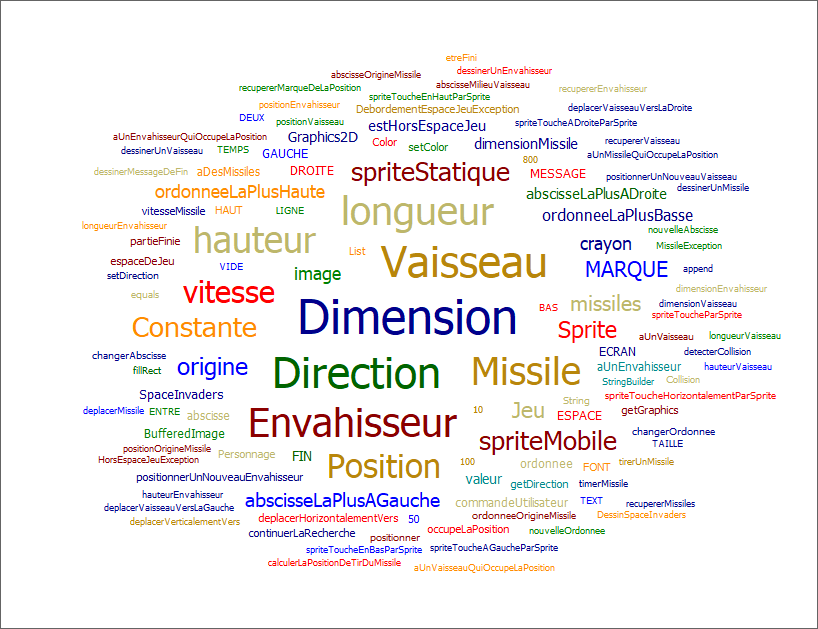 etreFini
abscisseOrigineMissile dessinerUnEnvahisseur
recupererMarqueDeLaPosition abscisseMilieuVaisseau recupererEnvahisseur
positionEnvahisseur spriteToucheEnHautParSprite
DEUX positionVaisseau DebordementEspaceJeuException deplacerVaisseauVersLaDroite
aUnEnvahisseurQuiOccupeLaPosition Graphics2D estHorsEspaceJeu spriteToucheADroiteParSprite
dessinerUnVaisseau TEMPS GAUCHE Color setColor dimensionMissile recupererVaisseau
aUnMissileQuiOccupeLaPosition
dessinerMessageDeFin aDesMissiles DROITE spriteStatique 800 MESSAGE positionnerUnNouveauVaisseau
ordonneeLaPlusHaute abscisseLaPlusADroite dessinerUnMissile
vitesseMissile HAUT LIGNE longueur ordonneeLaPlusBasse
longueurEnvahisseur nouvelleAbscisse
partieFinie hauteur List crayon MissileException
espaceDeJeu VIDE image Vaisseau MARQUE append
setDirection
equals vitesse missiles dimensionEnvahisseur
Constante Dimension BAS dimensionVaisseau
spriteToucheParSprite
Sprite aUnVaisseau longueurVaisseau
changerAbscisse ECRAN detecterCollision
fillRect origine Direction Missile aUnEnvahisseur hauteurVaisseau
StringBuilder Collision
SpaceInvaders String spriteToucheHorizontalementParSprite
deplacerMissile ENTRE abscisse Envahisseur 10 Jeu ESPACE getGraphics
BufferedImage spriteMobile changerOrdonnee
TAILLE
positionOrigineMissile Personnage FIN
HorsEspaceJeuException Position 100 ordonnee FONT tirerUnMissile
positionnerUnNouveauEnvahisseur valeur getDirection timerMissile
hauteurEnvahisseur abscisseLaPlusAGauche commandeUtilisateur TEXT recupererMissiles
deplacerVaisseauVersLaGauche
deplacerVerticalementVers deplacerHorizontalementVers 50 ordonneeOrigineMissile DessinSpaceInvaders
continuerLaRecherche positionner occupeLaPosition nouvelleOrdonnee
spriteToucheEnBasParSprite spriteToucheAGaucheParSprite
calculerLaPositionDeTirDuMissile aUnVaisseauQuiOccupeLaPosition